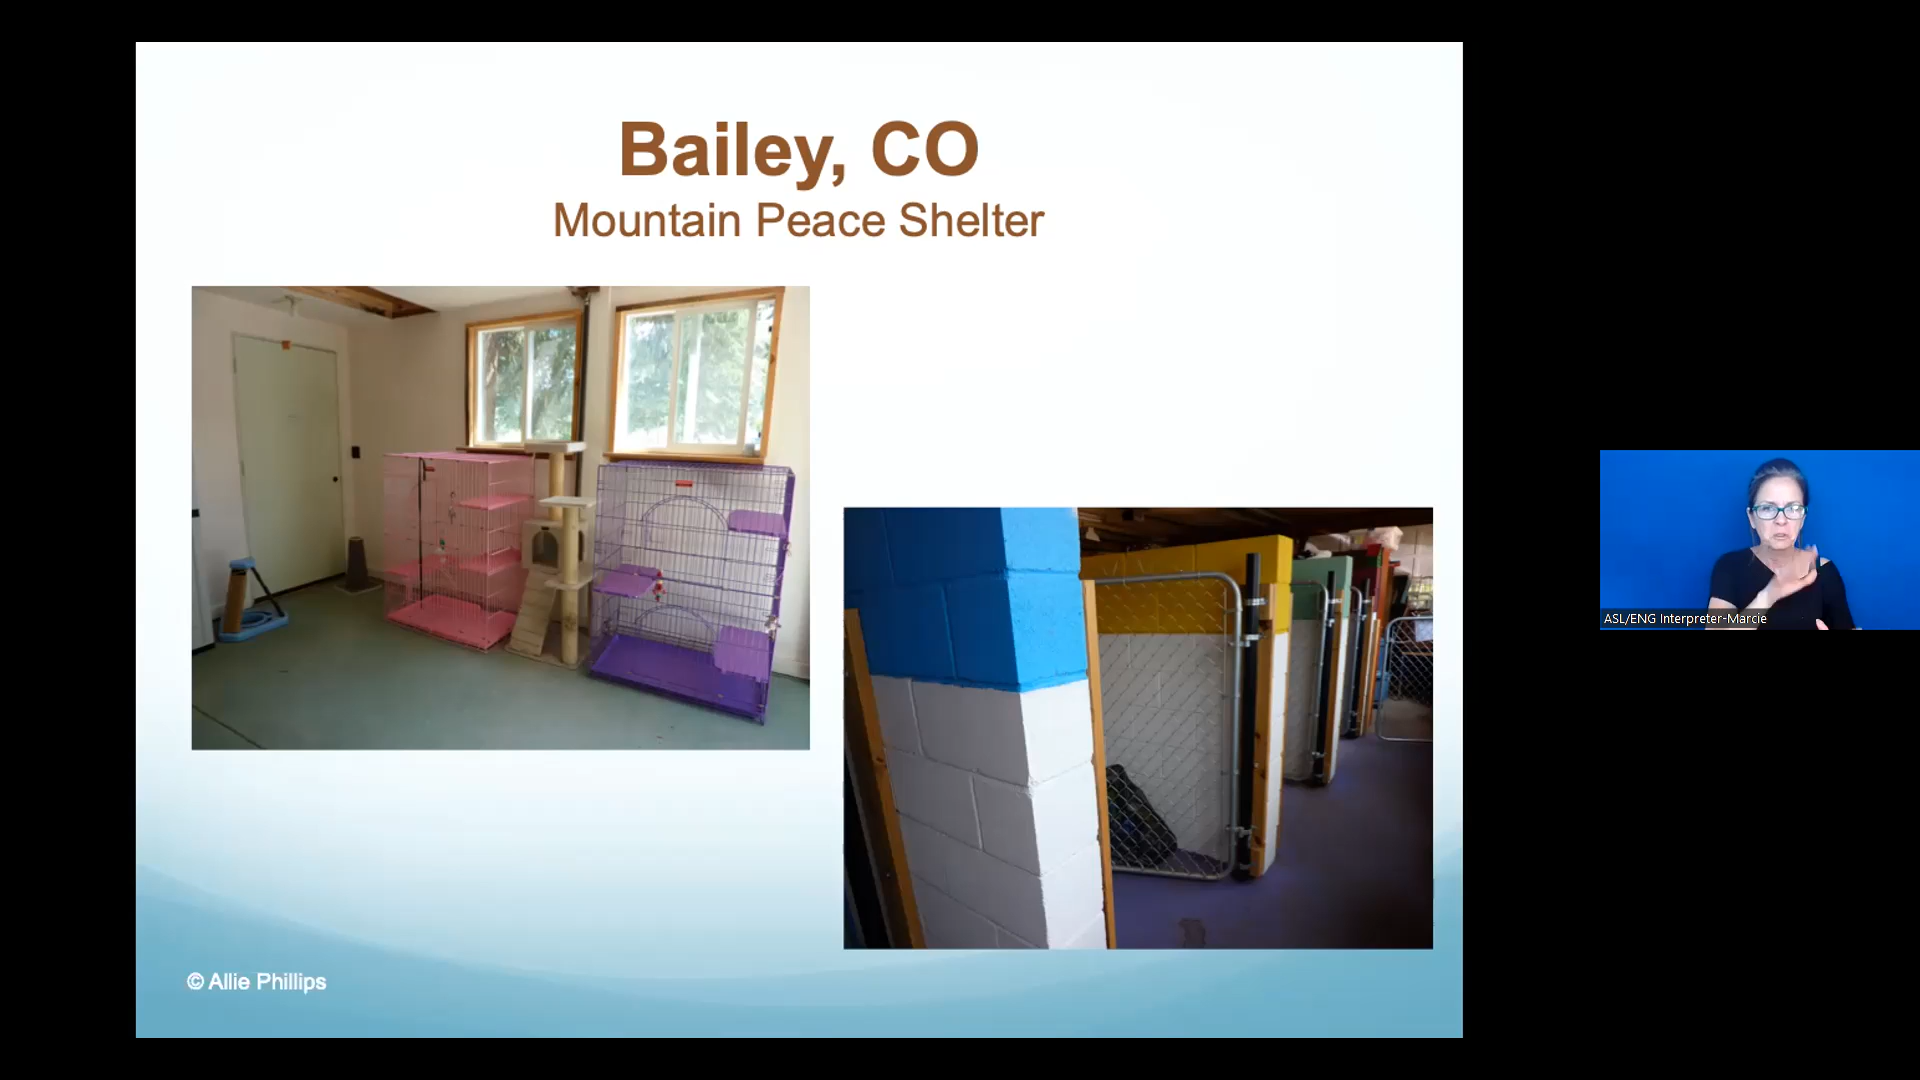 Bailey, CO
Mountain Peace Shelter
ASL/ENG Interpreter-Marcie
© Allie Phillips